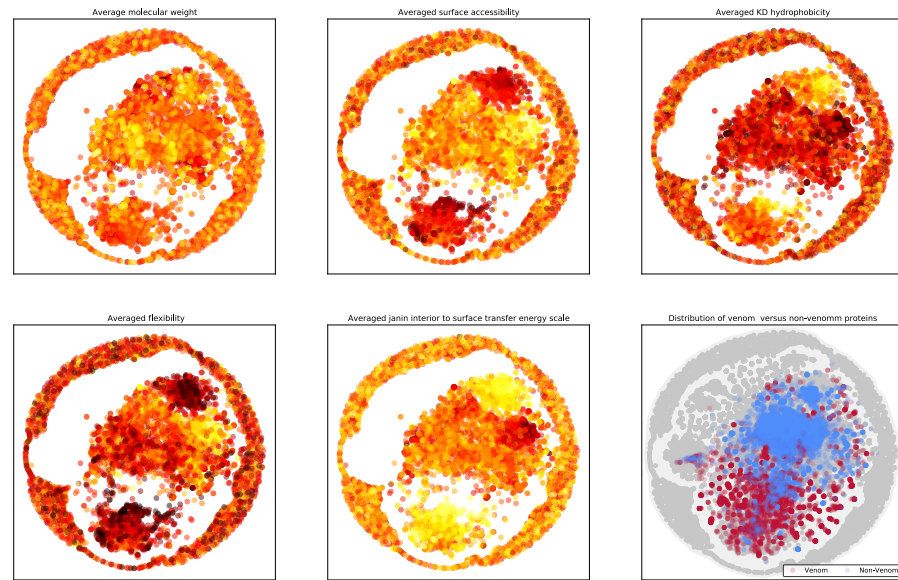 Average molecular weight
Averaged surface accessibility
Averaged KD hydrophobicity
Averaged flexibility
Averaged janin interior to surface transfer energy scale
Distribution of venom versus non-venomm proteins
Venom
Non-Venom